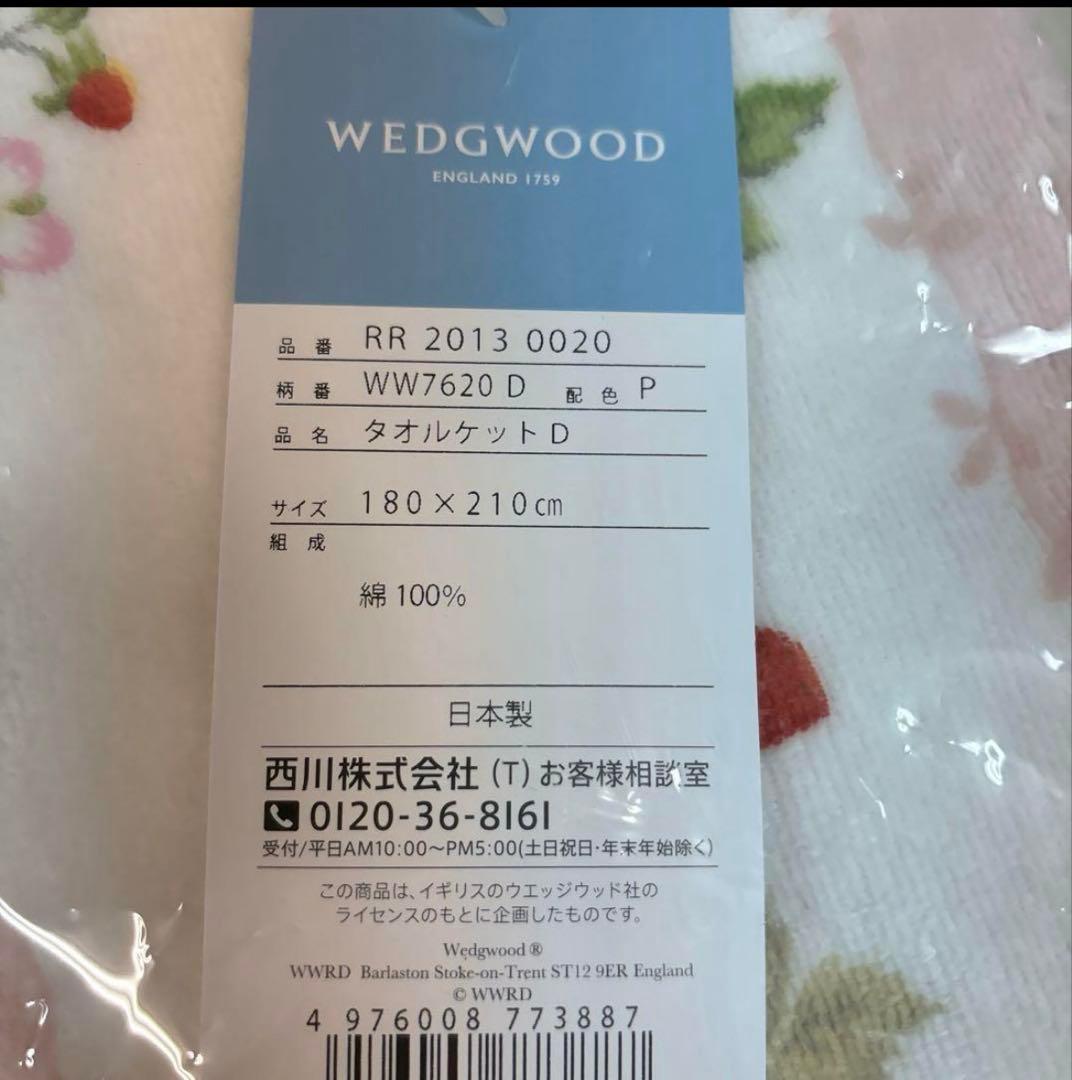 WEDGWOOD
ENGLAND 1759
品番 RR 2013 0020
柄番 WW7620 D 配色 P
品名 タオルケット D
サイズ 180×210cm
組成
綿 100%
日本製
西川株式会社 (T) お客様相談室
0120-36-8161
受付/平日AM10:00〜PM5:00(土日祝日・年末年始除く)
この商品は、イギリスのウエッジウッド社の
ライセンスのもとに企画したものです。
Wedgwood ®
WWRD Barlaston Stoke-on-Trent ST12 9ER England
© WWRD
4 976008 773887